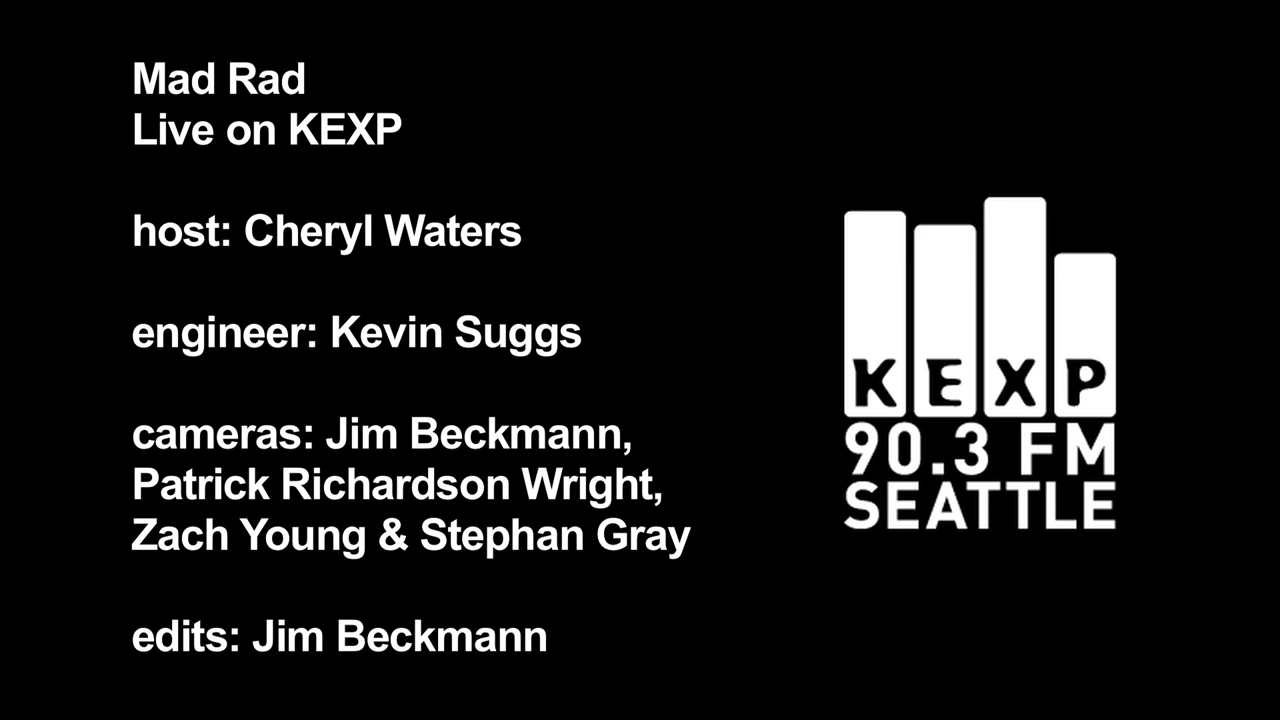 Mad Rad
Live on KEXP
host: Cheryl Waters
engineer: Kevin Suggs
cameras: Jim Beckmann,
Patrick Richardson Wright,
Zach Young & Stephan Gray
edits: Jim Beckmann
KEXP
90.3 FM
SEATTLE